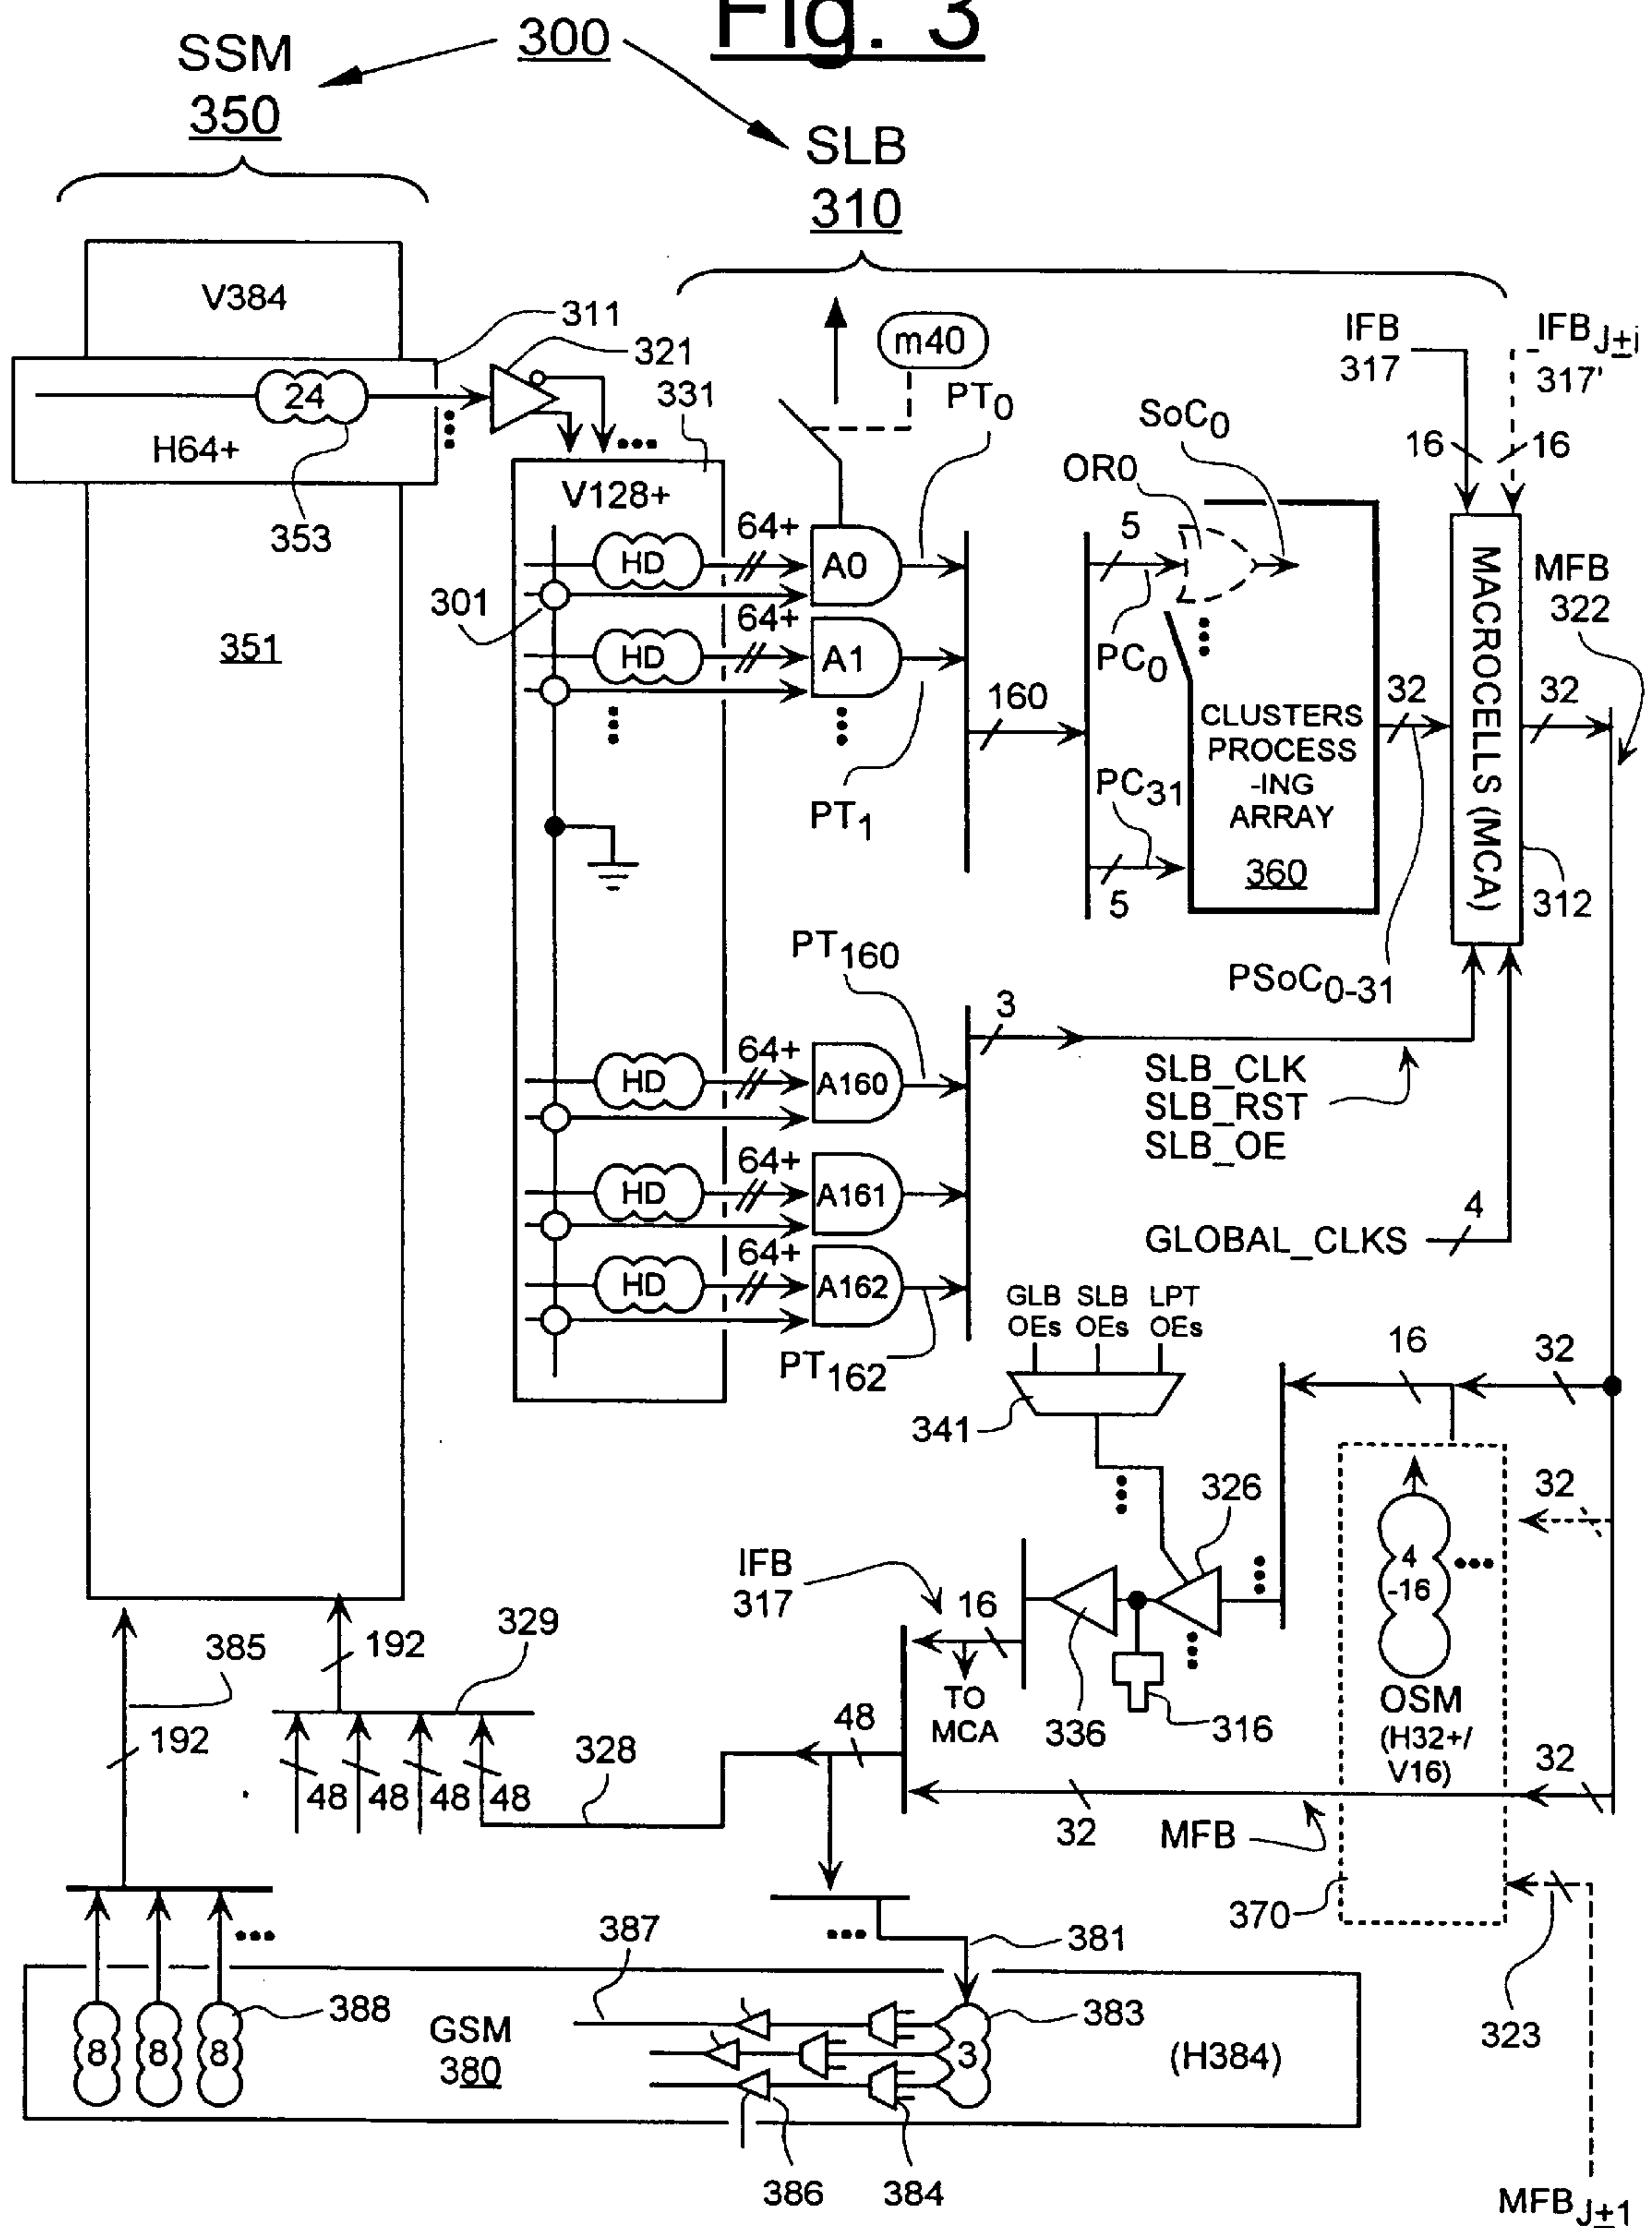 Fig. 3
SSM
350
300
SLB
310
V384
311
321
331
24
H64+
353
m40
PT0
IFB
317
IFBJ±j
317'
16
16
SoC0
OR0
V128+
HD
64+
A0
5
301
HD
64+
A1
PC0
351
160
PT1
PC31
5
CLUSTERS
PROCESS
-ING
ARRAY
360
32
MACROCELLS (MCA)
MFB
322
32
312
PSoC0-31
PT160
HD
64+
A160
3
SLB_CLK
SLB_RST
SLB_OE
HD
64+
A161
GLOBAL_CLKS
4
HD
64+
A162
PT162
GLB SLB LPT
OEs OEs OEs
341
16
32
32
326
4
-16
IFB
317
16
TO
MCA
336
316
OSM
(H32+/
V16)
385
192
329
192
48
48
48
48
328
48
32
MFB
32
370
323
387
381
388
8
8
8
GSM
380
383
3
(H384)
386
384
MFBJ±1